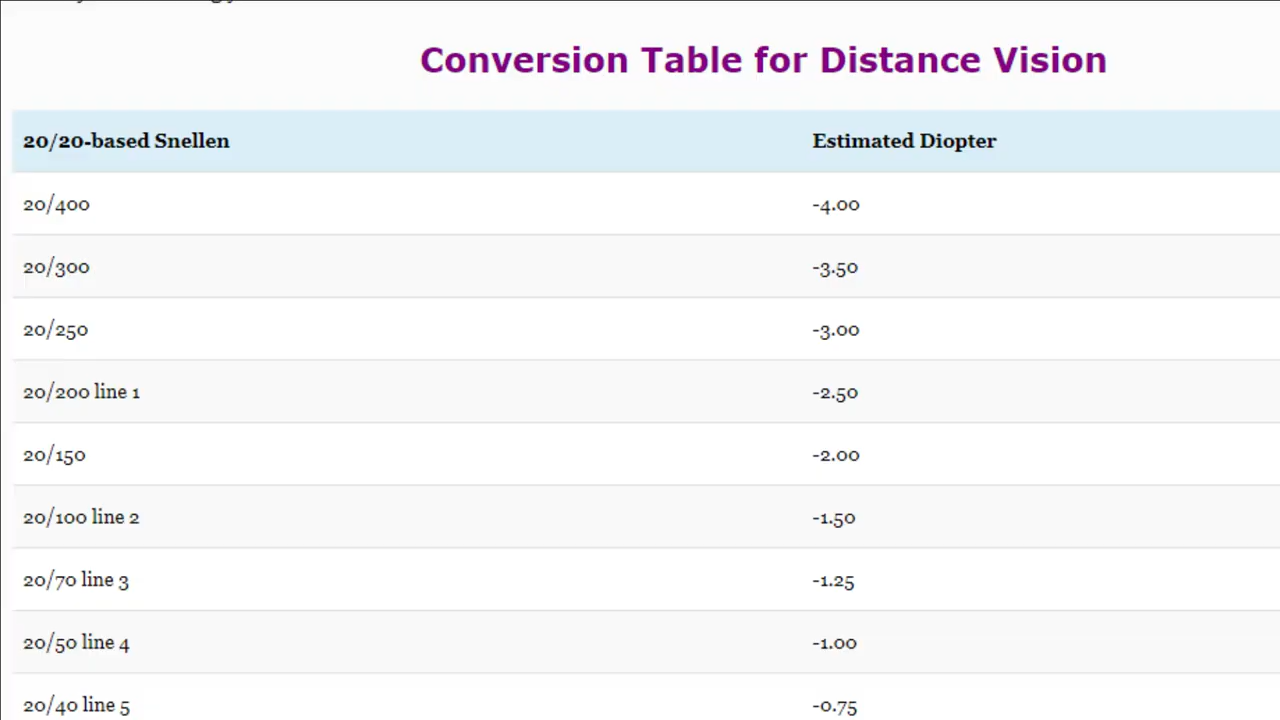 Conversion Table for Distance Vision
20/20-based Snellen Estimated Diopter
20/400 -4.00
20/300 -3.50
20/250 -3.00
20/200 line 1 -2.50
20/150 -2.00
20/100 line 2 -1.50
20/70 line 3 -1.25
20/50 line 4 -1.00
20/40 line 5 -0.75